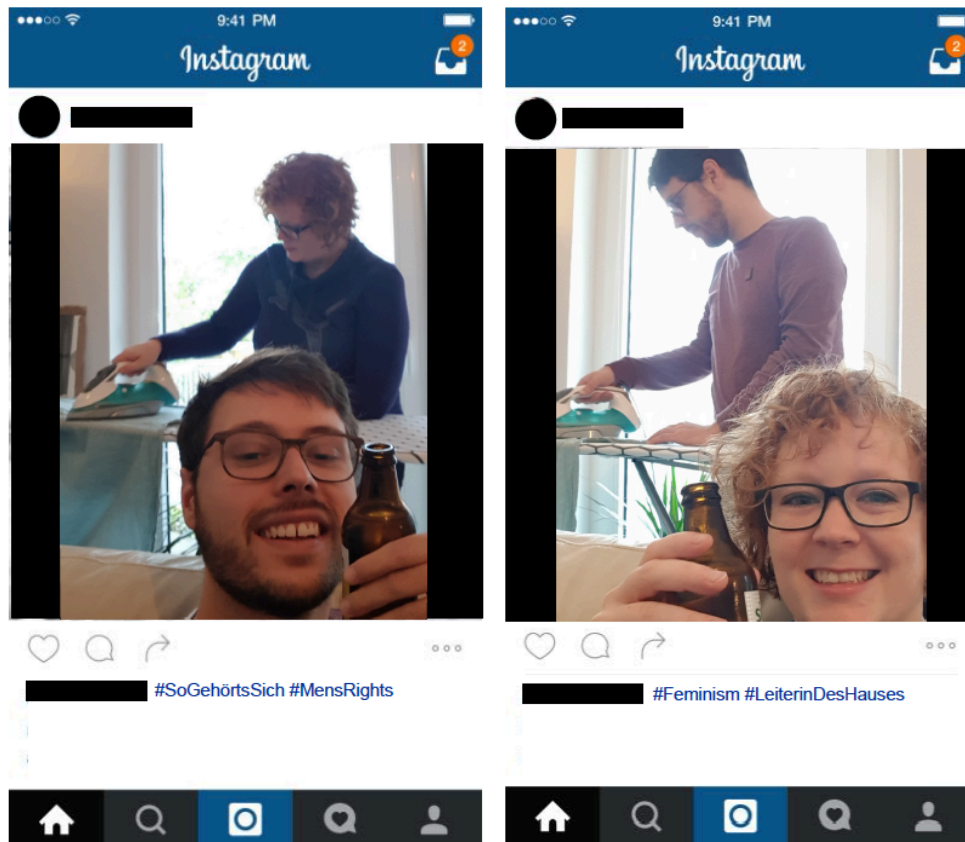 9:41 PM
Instagram
2
#SoGehörtsSich #MensRights
9:41 PM
Instagram
2
#Feminism #LeiterinDesHauses